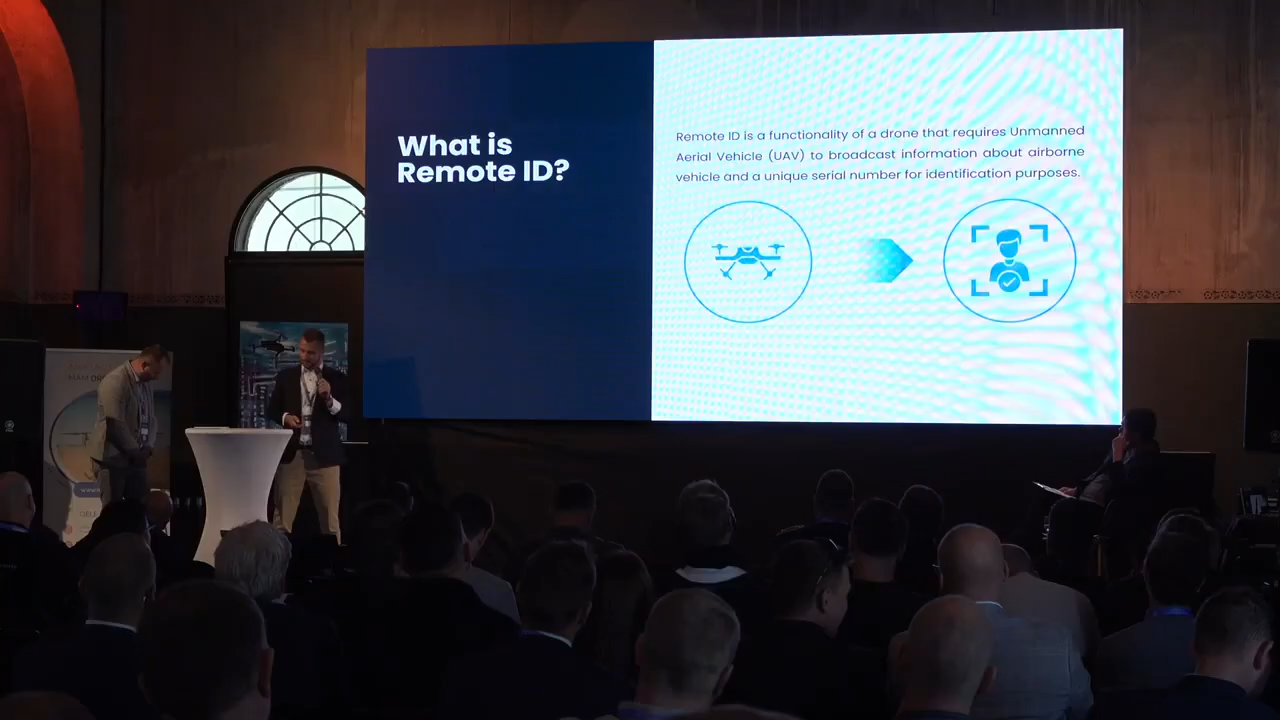 What is
Remote ID?
Remote ID is a functionality of a drone that requires Unmanned
Aerial Vehicle (UAV) to broadcast information about airborne
vehicle and a unique serial number for identification purposes.